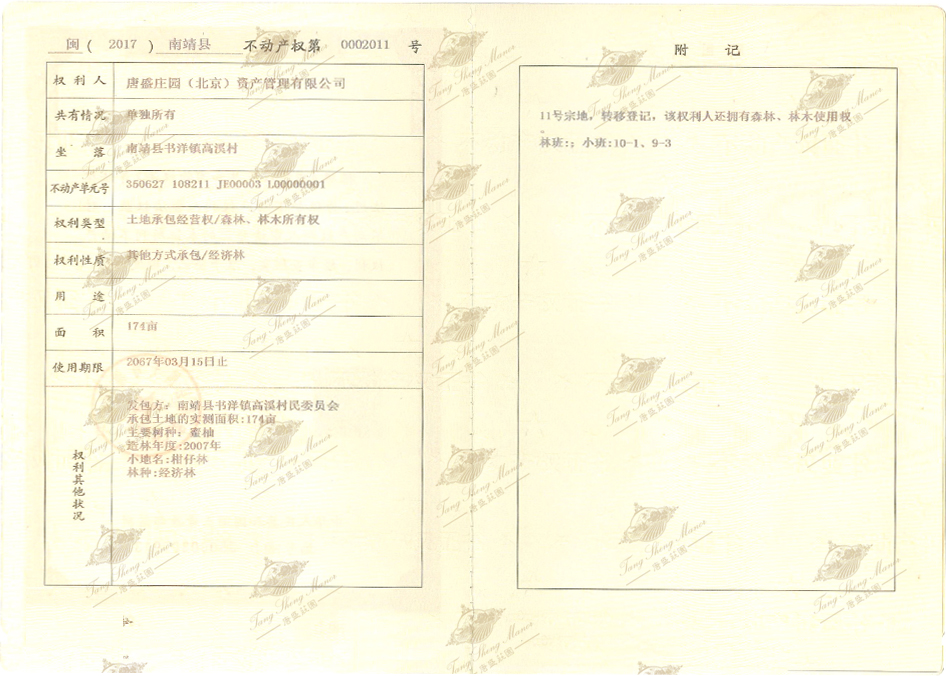 闽 ( 2017 ) 南靖县 不动产权第 0002011 号
权利人 唐盛庄园（北京）资产管理有限公司
共有情况 单独所有
坐落 南靖县书洋镇高溪村
不动产单元号 350627 108211 JE00003 L00000001
权利类型 土地承包经营权/森林、林木所有权
权利性质 其他方式承包/经济林
用途
面积 174亩
使用期限 2067年03月15日止
权利其他状况
发包方：南靖县书洋镇高溪村民委员会
承包土地的实测面积:174亩
主要树种：蜜柚
造林年度:2007年
小地名:柑仔林
林种:经济林
附 记
11号宗地，转移登记，该权利人还拥有森林、林木使用权
林班:；小班:10-1、9-3
Tang Sheng Manor
唐盛庄园